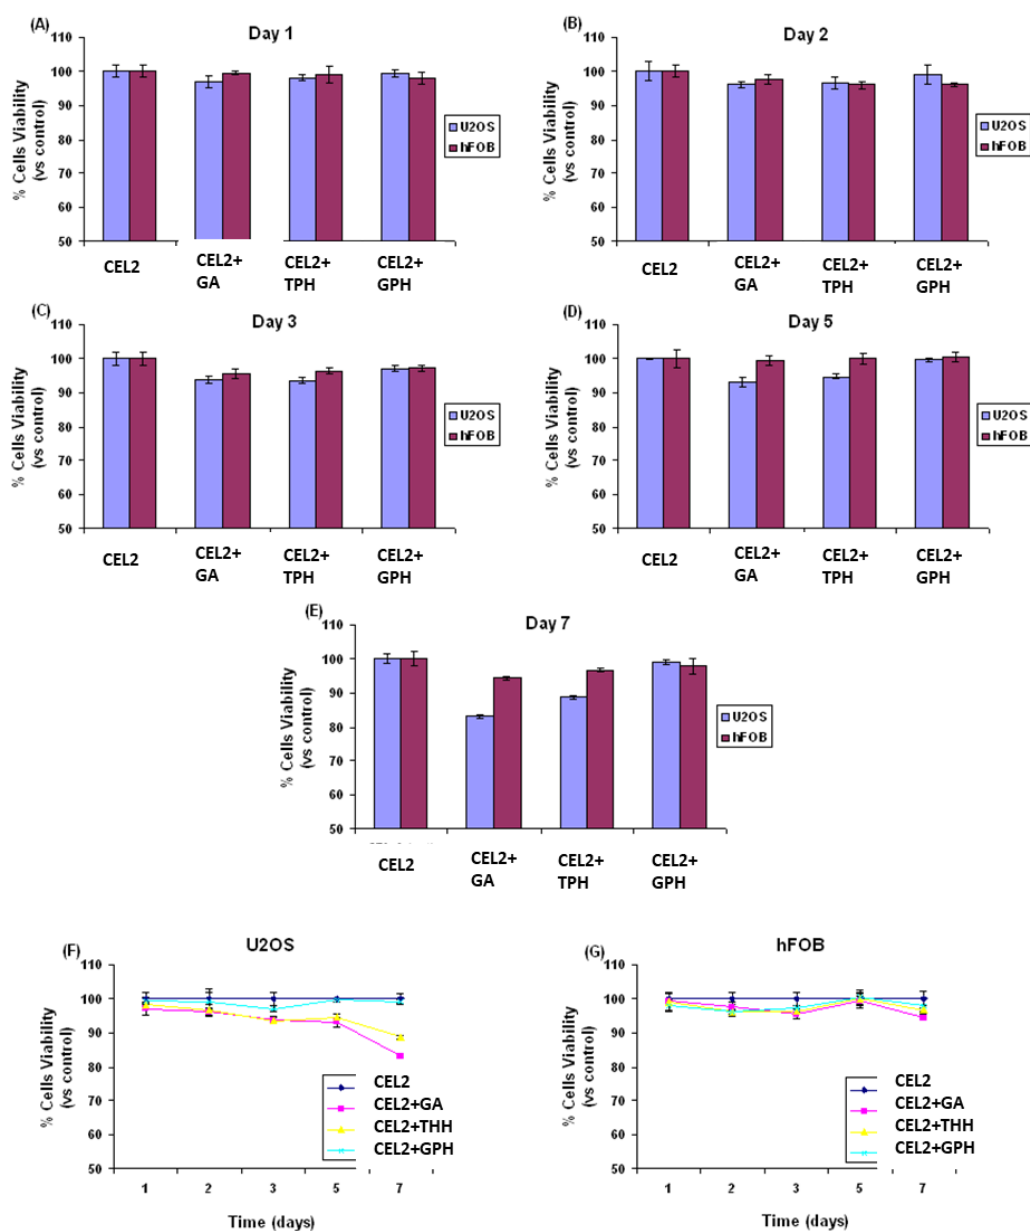 (A)
Day 1
110
100
90
80
70
60
50
% Cells Viability
(vs control)
U2OS
hFOB
CEL2
CEL2+
GA
CEL2+
TPH
CEL2+
GPH
(B)
Day 2
110
100
90
80
70
60
50
% Cells Viability
(vs control)
U2OS
hFOB
CEL2
CEL2+
GA
CEL2+
TPH
CEL2+
GPH
(C)
Day 3
110
100
90
80
70
60
50
% Cells Viability
(vs control)
U2OS
hFOB
CEL2
CEL2+
GA
CEL2+
TPH
CEL2+
GPH
(D)
Day 5
110
100
90
80
70
60
50
% Cells Viability
(vs control)
U2OS
hFOB
CEL2
CEL2+
GA
CEL2+
TPH
CEL2+
GPH
(E)
Day 7
110
100
90
80
70
60
50
% Cells Viability
(vs control)
U2OS
hFOB
CEL2
CEL2+
GA
CEL2+
TPH
CEL2+
GPH
(F)
U2OS
110
100
90
80
70
60
50
% Cells Viability
(vs control)
CEL2
CEL2+GA
CEL2+THH
CEL2+GPH
1 2 3 5 7
Time (days)
(G)
hFOB
110
100
90
80
70
60
50
% Cells Viability
(vs control)
CEL2
CEL2+GA
CEL2+THH
CEL2+GPH
1 2 3 5 7
Time (days)